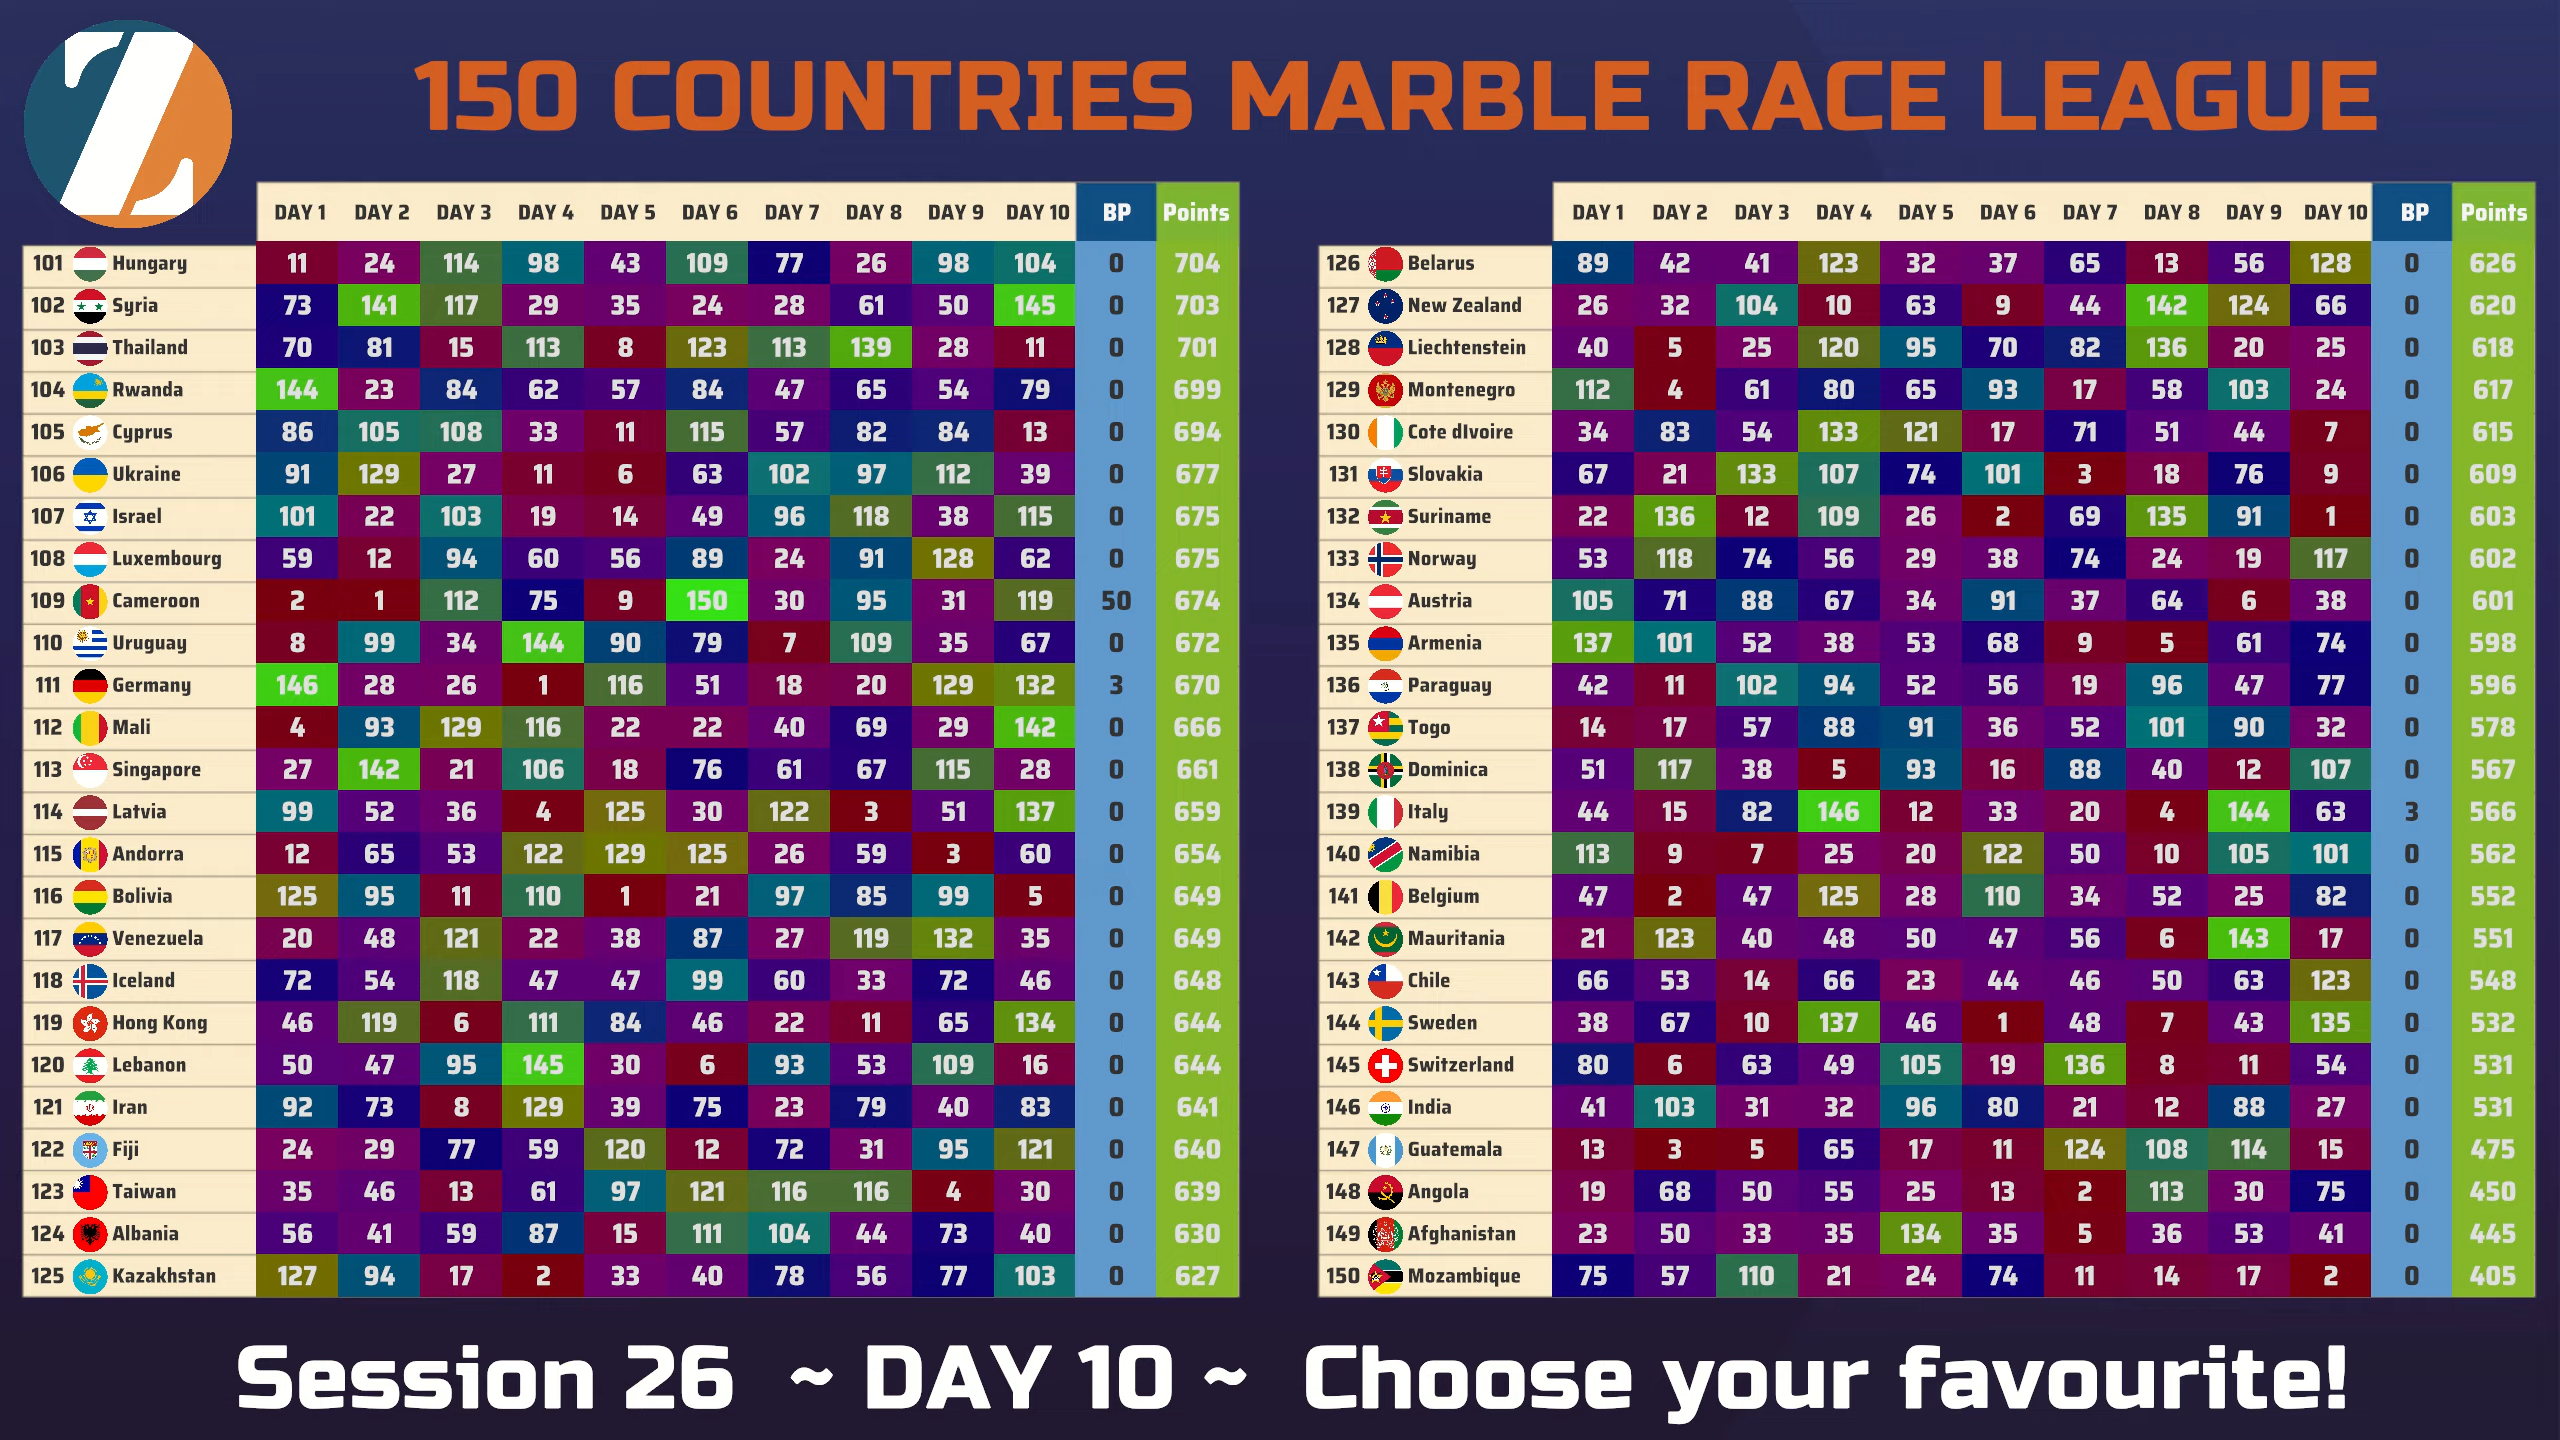 Z
150 COUNTRIES MARBLE RACE LEAGUE
DAY 1 DAY 2 DAY 3 DAY 4 DAY 5 DAY 6 DAY 7 DAY 8 DAY 9 DAY 10 BP Points
101 Hungary 11 24 114 98 43 109 77 26 98 104 0 704
102 Syria 73 141 117 29 35 24 28 61 50 145 0 703
103 Thailand 70 81 15 113 8 123 113 139 28 11 0 701
104 Rwanda 144 23 84 62 57 84 47 65 54 79 0 699
105 Cyprus 86 105 108 33 11 115 57 82 84 13 0 694
106 Ukraine 91 129 27 11 6 63 102 97 112 39 0 677
107 Israel 101 22 103 19 14 49 96 118 38 115 0 675
108 Luxembourg 59 12 94 60 56 89 24 91 128 62 0 675
109 Cameroon 2 1 112 75 9 150 30 95 31 119 50 674
110 Uruguay 8 99 34 144 90 79 7 109 35 67 0 672
111 Germany 146 28 26 1 116 51 18 20 129 132 3 670
112 Mali 4 93 129 116 22 22 40 69 29 142 0 666
113 Singapore 27 142 21 106 18 76 61 67 115 28 0 661
114 Latvia 99 52 36 4 125 30 122 3 51 137 0 659
115 Andorra 12 65 53 122 129 125 26 59 3 60 0 654
116 Bolivia 125 95 11 110 1 21 97 85 99 5 0 649
117 Venezuela 20 48 121 22 38 87 27 119 132 35 0 649
118 Iceland 72 54 118 47 47 99 60 33 72 46 0 648
119 Hong Kong 46 119 6 111 84 46 22 11 65 134 0 644
120 Lebanon 50 47 95 145 30 6 93 53 109 16 0 644
121 Iran 92 73 8 129 39 75 23 79 40 83 0 641
122 Fiji 24 29 77 59 120 12 72 31 95 121 0 640
123 Taiwan 35 46 13 61 97 121 116 116 4 30 0 639
124 Albania 56 41 59 87 15 111 104 44 73 40 0 630
125 Kazakhstan 127 94 17 2 33 40 78 56 77 103 0 627
DAY 1 DAY 2 DAY 3 DAY 4 DAY 5 DAY 6 DAY 7 DAY 8 DAY 9 DAY 10 BP Points
126 Belarus 89 42 41 123 32 37 65 13 56 128 0 626
127 New Zealand 26 32 104 10 63 9 44 142 124 66 0 620
128 Liechtenstein 40 5 25 120 95 70 82 136 20 25 0 618
129 Montenegro 112 4 61 80 65 93 17 58 103 24 0 617
130 Cote dIvoire 34 83 54 133 121 17 71 51 44 7 0 615
131 Slovakia 67 21 133 107 74 101 3 18 76 9 0 609
132 Suriname 22 136 12 109 26 2 69 135 91 1 0 603
133 Norway 53 118 74 56 29 38 74 24 19 117 0 602
134 Austria 105 71 88 67 34 91 37 64 6 38 0 601
135 Armenia 137 101 52 38 53 68 9 5 61 74 0 598
136 Paraguay 42 11 102 94 52 56 19 96 47 77 0 596
137 Togo 14 17 57 88 91 36 52 101 90 32 0 578
138 Dominica 51 117 38 5 93 16 88 40 12 107 0 567
139 Italy 44 15 82 146 12 33 20 4 144 63 3 566
140 Namibia 113 9 7 25 20 122 50 10 105 101 0 562
141 Belgium 47 2 47 125 28 110 34 52 25 82 0 552
142 Mauritania 21 123 40 48 50 47 56 6 143 17 0 551
143 Chile 66 53 14 66 23 44 46 50 63 123 0 548
144 Sweden 38 67 10 137 46 1 48 7 43 135 0 532
145 Switzerland 80 6 63 49 105 19 136 8 11 54 0 531
146 India 41 103 31 32 96 80 21 12 88 27 0 531
147 Guatemala 13 3 5 65 17 11 124 108 114 15 0 475
148 Angola 19 68 50 55 25 13 2 113 30 75 0 450
149 Afghanistan 23 50 33 35 134 35 5 36 53 41 0 445
150 Mozambique 75 57 110 21 24 74 11 14 17 2 0 405
Session 26 ~ DAY 10 ~ Choose your favourite!